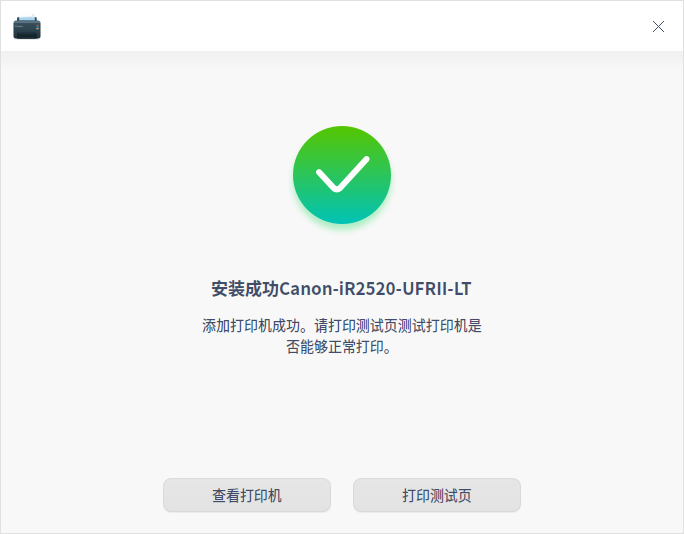 安装成功Canon-iR2520-UFRII-LT
添加打印机成功。请打印测试页测试打印机是
否能够正常打印。
查看打印机
打印测试页